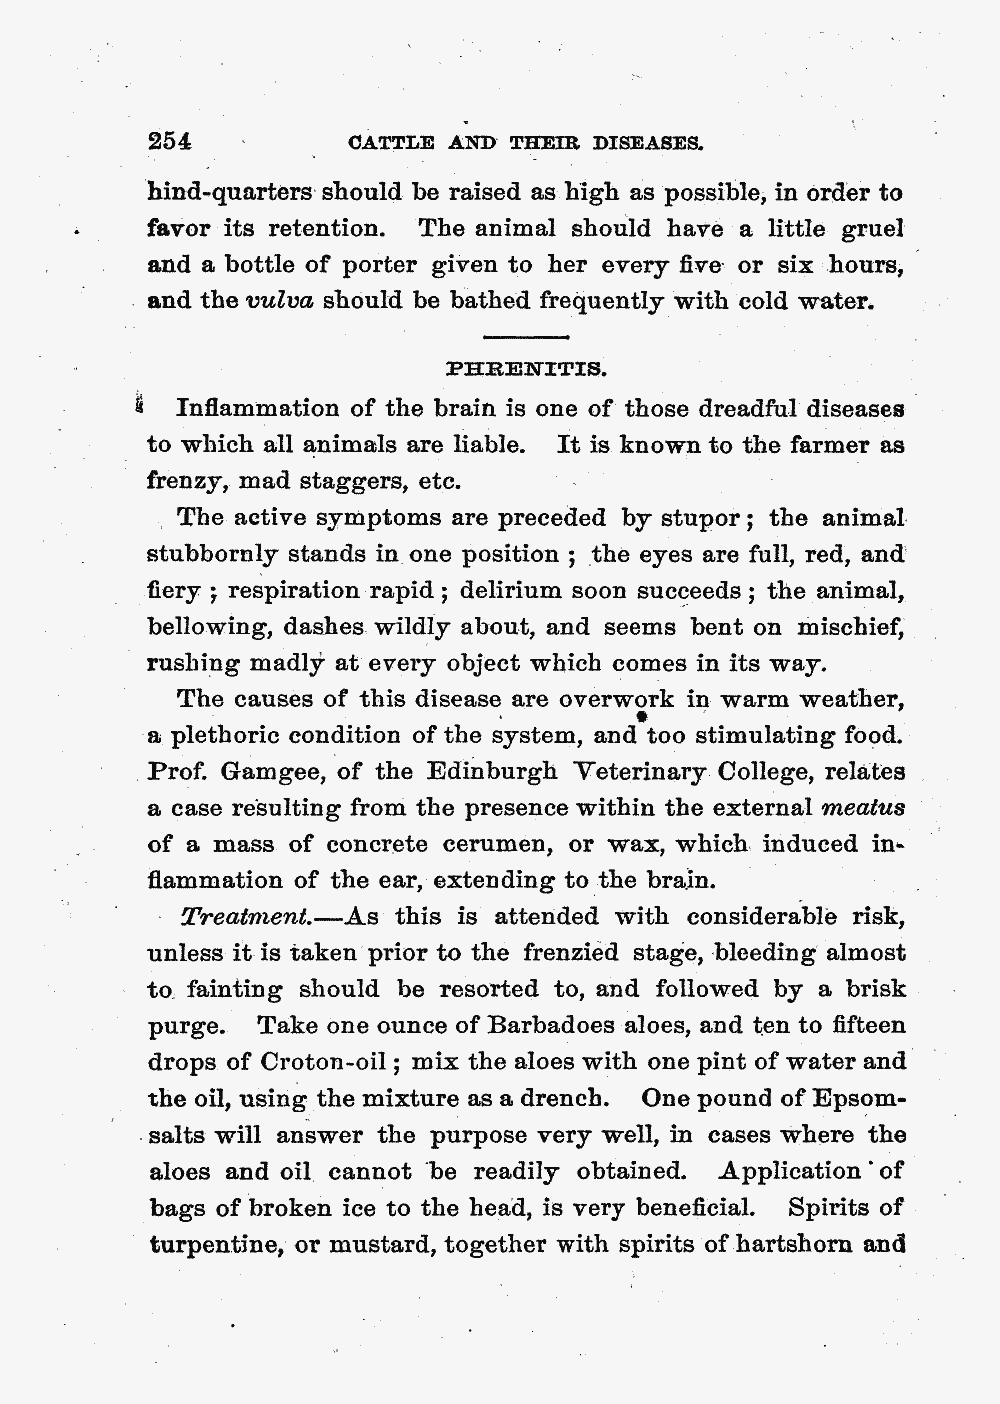 254 CATTLE AND THEIR DISEASES.
hind-quarters should be raised as high as possible, in order to
favor its retention. The animal should have a little gruel
and a bottle of porter given to her every five or six hours,
and the vulva should be bathed frequently with cold water.
PHRENITIS.
Inflammation of the brain is one of those dreadful diseases
to which all animals are liable. It is known to the farmer as
frenzy, mad staggers, etc.
The active symptoms are preceded by stupor; the animal
stubbornly stands in one position; the eyes are full, red, and
fiery; respiration rapid; delirium soon succeeds; the animal,
bellowing, dashes wildly about, and seems bent on mischief,
rushing madly at every object which comes in its way.
The causes of this disease are overwork in warm weather,
a plethoric condition of the system, and too stimulating food.
Prof. Gamgee, of the Edinburgh Veterinary College, relates
a case resulting from the presence within the external meatus
of a mass of concrete cerumen, or wax, which induced in-
flammation of the ear, extending to the brain.
Treatment.—As this is attended with considerable risk,
unless it is taken prior to the frenzied stage, bleeding almost
to fainting should be resorted to, and followed by a brisk
purge. Take one ounce of Barbadoes aloes, and ten to fifteen
drops of Croton-oil; mix the aloes with one pint of water and
the oil, using the mixture as a drench. One pound of Epsom-
salts will answer the purpose very well, in cases where the
aloes and oil cannot be readily obtained. Application of
bags of broken ice to the head, is very beneficial. Spirits of
turpentine, or mustard, together with spirits of hartshorn and